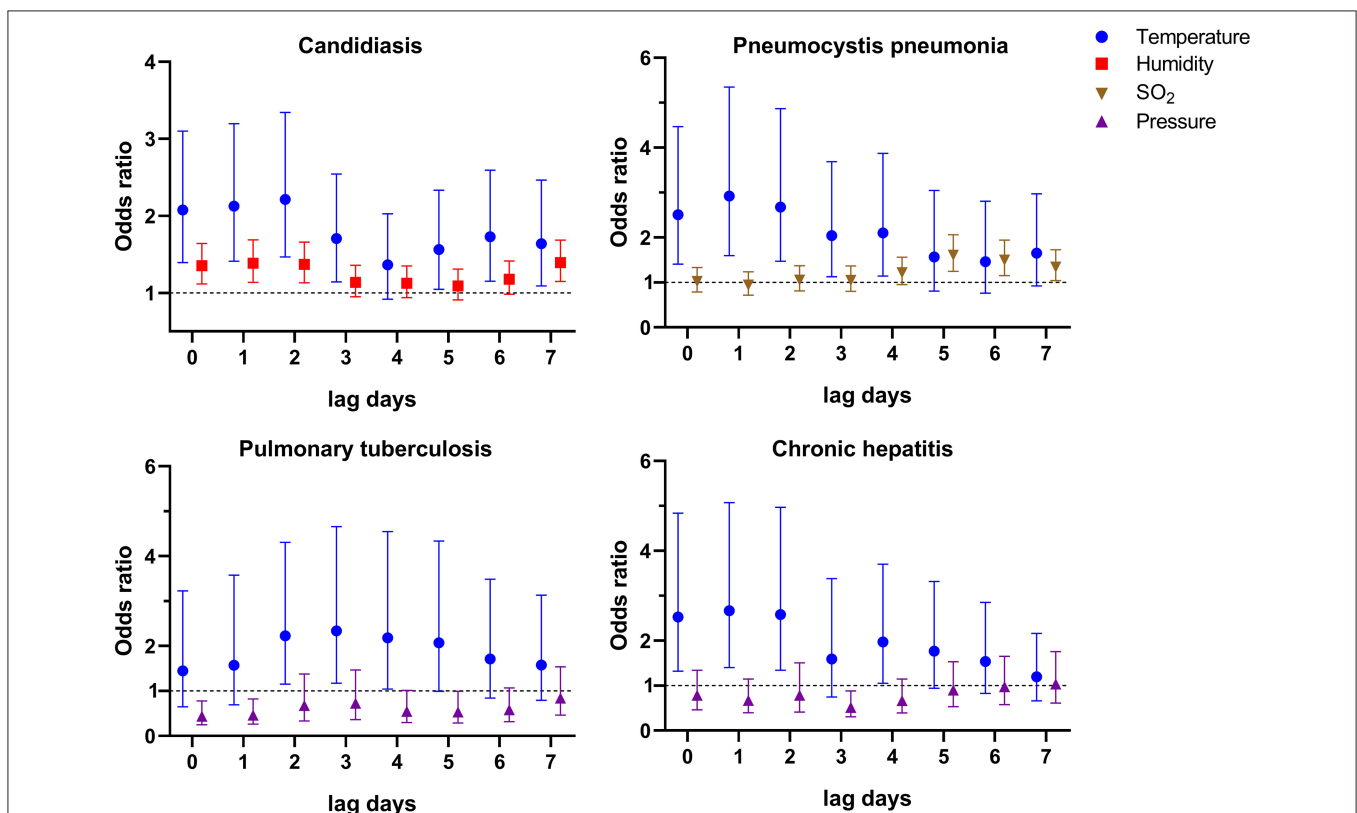 Candidiasis
4
3
2
1
Odds ratio
0 1 2 3 4 5 6 7
lag days
Pneumocystis pneumonia
6
4
2
1
0
Odds ratio
0 1 2 3 4 5 6 7
lag days
Temperature
Humidity
SO2
Pressure
Pulmonary tuberculosis
6
4
2
1
0
Odds ratio
0 1 2 3 4 5 6 7
lag days
Chronic hepatitis
6
4
2
1
0
Odds ratio
0 1 2 3 4 5 6 7
lag days